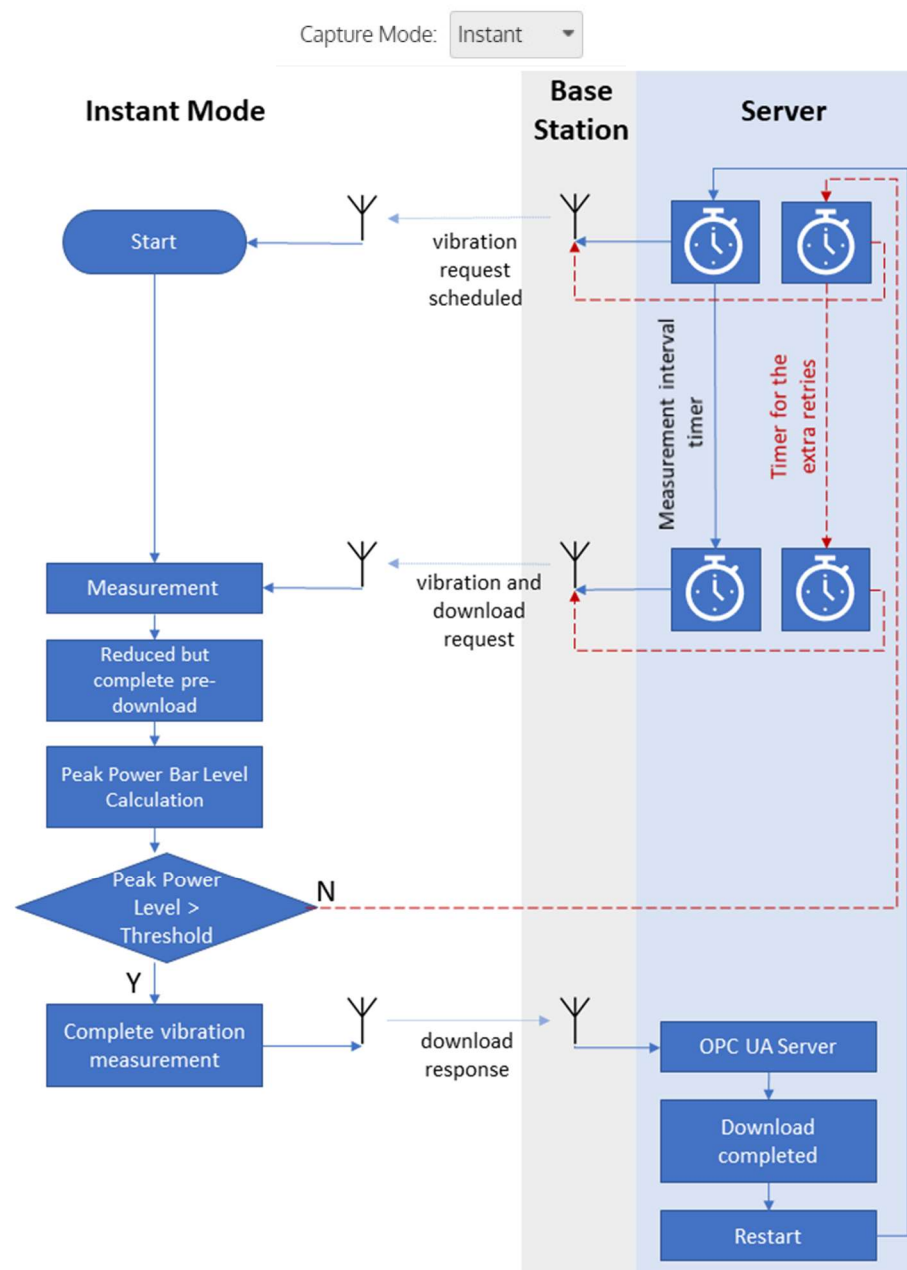 Capture Mode: Instant
Instant Mode
Base
Station
Server
Start
vibration
request
scheduled
Measurement interval
timer
Timer for the
extra retries
Measurement
vibration and
download
request
Reduced but
complete pre-
download
Peak Power Bar Level
Calculation
Peak Power
Level >
Threshold
N
Y
Complete vibration
measurement
download
response
OPC UA Server
Download
completed
Restart